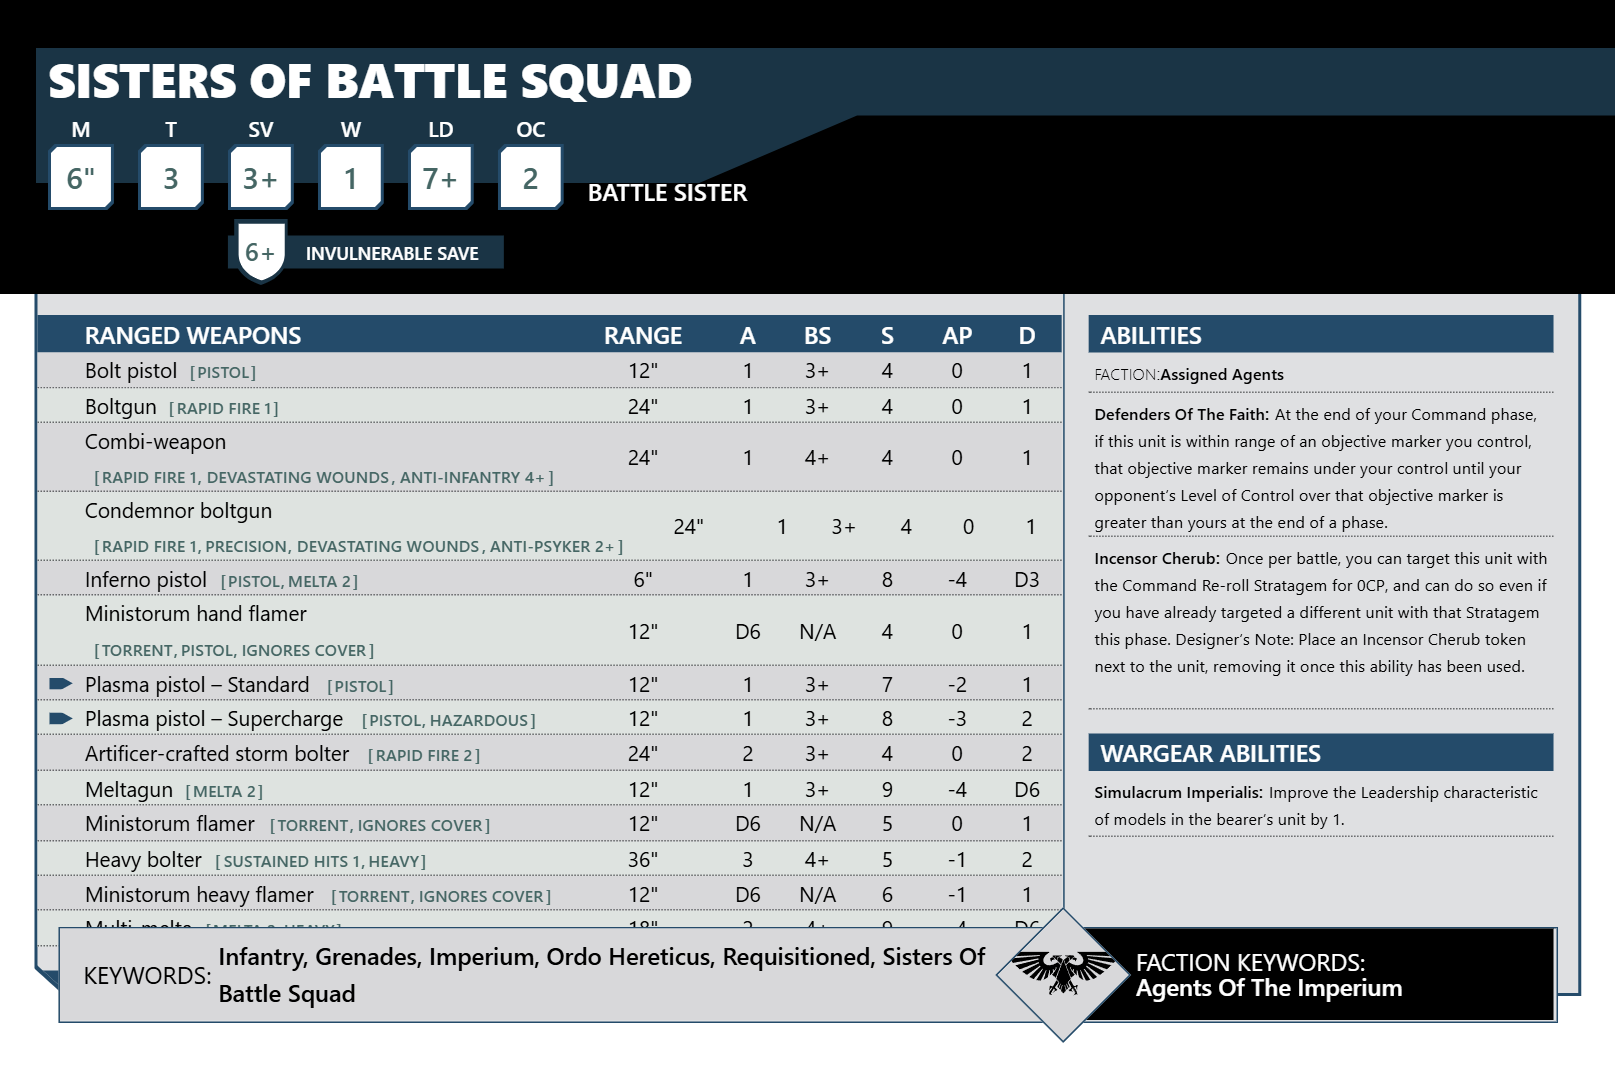 SISTERS OF BATTLE SQUAD
M T SV W LD OC
6" 3 3+ 1 7+ 2 BATTLE SISTER
6+ INVULNERABLE SAVE
RANGED WEAPONS RANGE A BS S AP D
Bolt pistol [PISTOL] 12" 1 3+ 4 0 1
Boltgun [RAPID FIRE 1] 24" 1 3+ 4 0 1
Combi-weapon
[RAPID FIRE 1, DEVASTATING WOUNDS, ANTI-INFANTRY 4+] 24" 1 4+ 4 0 1
Condemnor boltgun
[RAPID FIRE 1, PRECISION, DEVASTATING WOUNDS, ANTI-PSYKER 2+] 24" 1 3+ 4 0 1
Inferno pistol [PISTOL, MELTA 2] 6" 1 3+ 8 -4 D3
Ministorum hand flamer
[TORRENT, PISTOL, IGNORES COVER] 12" D6 N/A 4 0 1
Plasma pistol – Standard [PISTOL] 12" 1 3+ 7 -2 1
Plasma pistol – Supercharge [PISTOL, HAZARDOUS] 12" 1 3+ 8 -3 2
Artificer-crafted storm bolter [RAPID FIRE 2] 24" 2 3+ 4 0 2
Meltagun [MELTA 2] 12" 1 3+ 9 -4 D6
Ministorum flamer [TORRENT, IGNORES COVER] 12" D6 N/A 5 0 1
Heavy bolter [SUSTAINED HITS 1, HEAVY] 36" 3 4+ 5 -1 2
Ministorum heavy flamer [TORRENT, IGNORES COVER] 12" D6 N/A 6 -1 1
Multi-melta [MELTA 2, HEAVY] 18" 2 4+ 9 -4 D6
ABILITIES
FACTION:Assigned Agents
Defenders Of The Faith: At the end of your Command phase,
if this unit is within range of an objective marker you control,
that objective marker remains under your control until your
opponent's Level of Control over that objective marker is
greater than yours at the end of a phase.
Incensor Cherub: Once per battle, you can target this unit with
the Command Re-roll Stratagem for 0CP, and can do so even if
you have already targeted a different unit with that Stratagem
this phase. Designer's Note: Place an Incensor Cherub token
next to the unit, removing it once this ability has been used.
WARGEAR ABILITIES
Simulacrum Imperialis: Improve the Leadership characteristic
of models in the bearer's unit by 1.
KEYWORDS: Infantry, Grenades, Imperium, Ordo Hereticus, Requisitioned, Sisters Of
Battle Squad
FACTION KEYWORDS:
Agents Of The Imperium